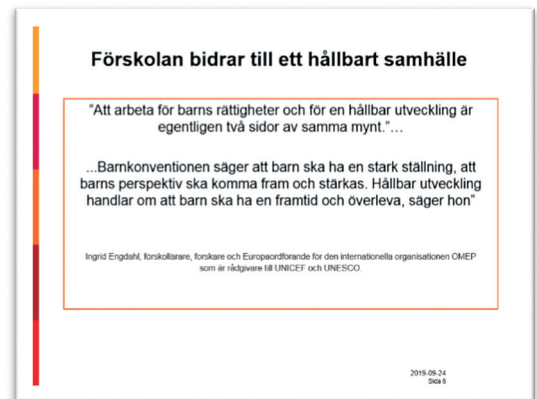 Förskolan bidrar till ett hållbart samhälle
”Att arbeta för barns rättigheter och för en hållbar utveckling är
egentligen två sidor av samma mynt.”…
...Barnkonventionen säger att barn ska ha en stark ställning, att
barns perspektiv ska komma fram och stärkas. Hållbar utveckling
handlar om att barn ska ha en framtid och överleva, säger hon”
Ingrid Engdahl, förskollärare, forskare och Europaordförande för den internationella organisationen OMEP
som är rådgivare till UNICEF och UNESCO.
2019-09-24
Sida 6